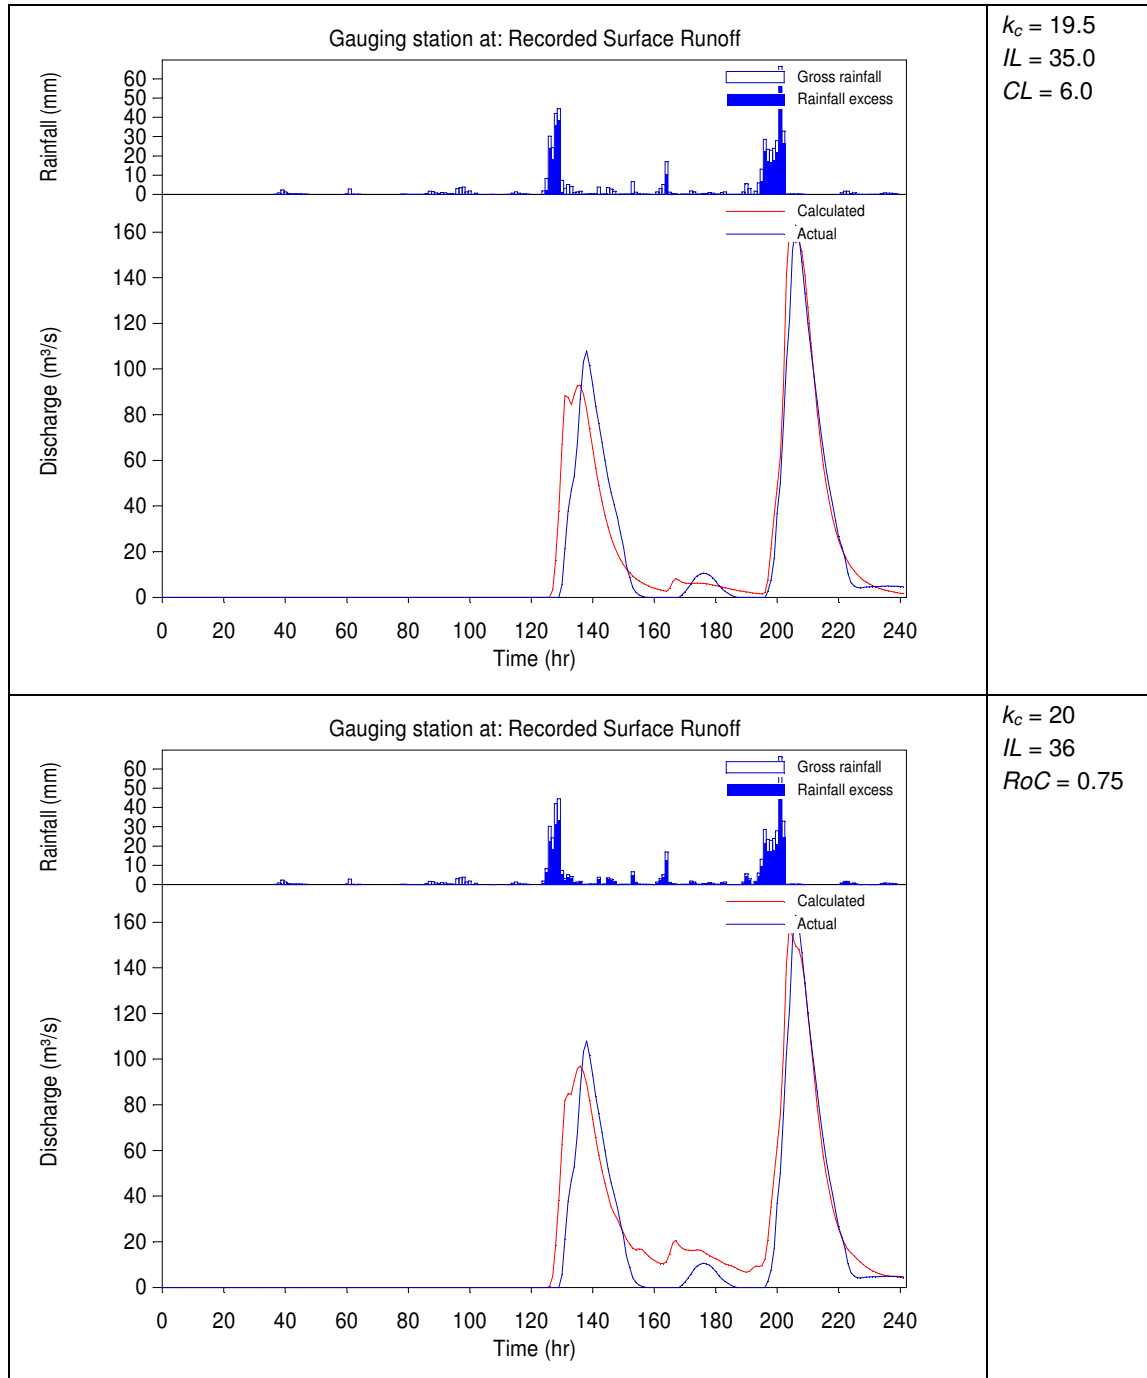 Gauging station at: Recorded Surface Runoff
Rainfall (mm)
60
50
40
30
20
10
0
Gross rainfall
Rainfall excess
Discharge (m³/s)
160
140
120
100
80
60
40
20
0
Calculated
Actual
0 20 40 60 80 100 120 140 160 180 200 220 240
Time (hr)
kc = 19.5
IL = 35.0
CL = 6.0
Gauging station at: Recorded Surface Runoff
Rainfall (mm)
60
50
40
30
20
10
0
Gross rainfall
Rainfall excess
Discharge (m³/s)
160
140
120
100
80
60
40
20
0
Calculated
Actual
0 20 40 60 80 100 120 140 160 180 200 220 240
Time (hr)
kc = 20
IL = 36
RoC = 0.75